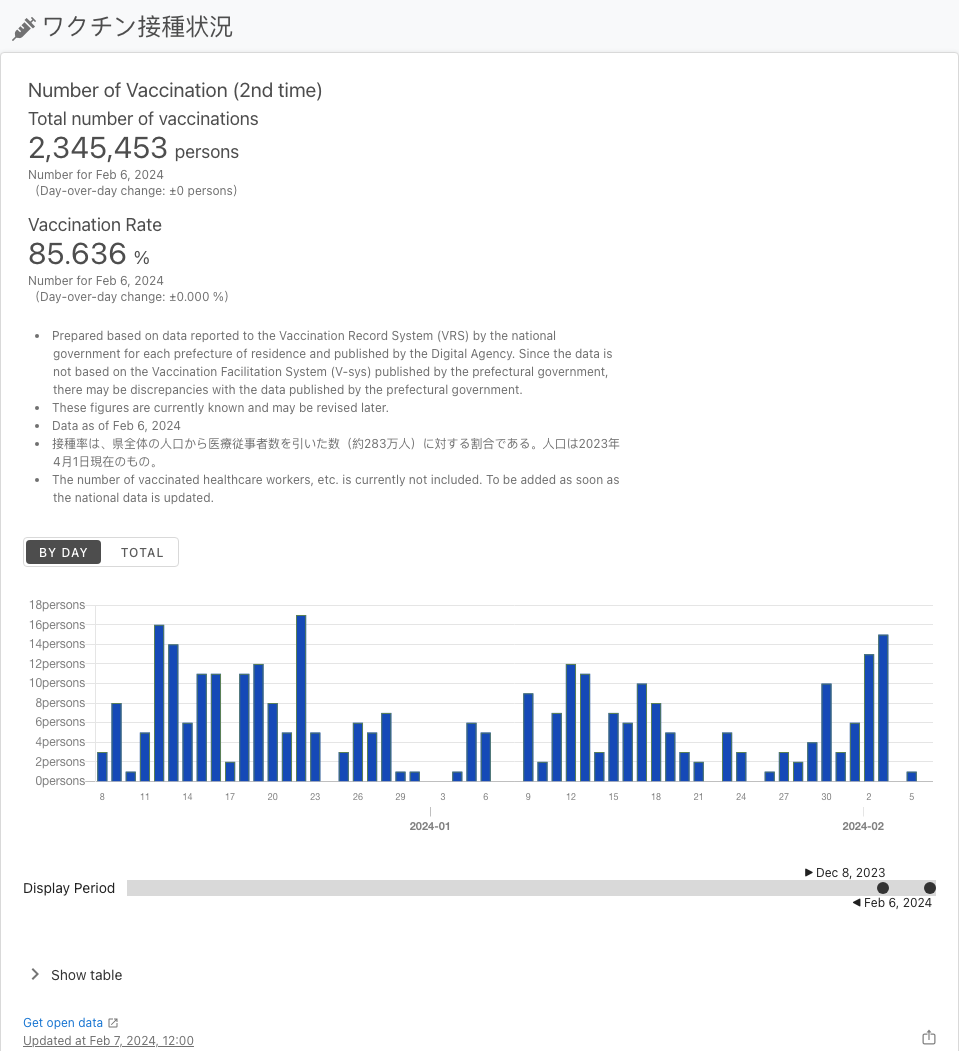 ワクチン接種状況
Number of Vaccination (2nd time)
Total number of vaccinations
2,345,453 persons
Number for Feb 6, 2024
(Day-over-day change: ±0 persons)
Vaccination Rate
85.636 %
Number for Feb 6, 2024
(Day-over-day change: ±0.000 %)
• Prepared based on data reported to the Vaccination Record System (VRS) by the national
government for each prefecture of residence and published by the Digital Agency. Since the data is
not based on the Vaccination Facilitation System (V-sys) published by the prefectural government,
there may be discrepancies with the data published by the prefectural government.
• These figures are currently known and may be revised later.
• Data as of Feb 6, 2024
• 接種率は、県全体の人口から医療従事者数を引いた数（約283万人）に対する割合である。人口は2023年
4月1日現在のもの。
• The number of vaccinated healthcare workers, etc. is currently not included. To be added as soon as
the national data is updated.
BY DAY TOTAL
18persons
16persons
14persons
12persons
10persons
8persons
6persons
4persons
2persons
0persons
8 11 14 17 20 23 26 29 3 6 9 12 15 18 21 24 27 30 2 5
2024-01 2024-02
▶ Dec 8, 2023
Display Period
◀ Feb 6, 2024
Show table
Get open data
Updated at Feb 7, 2024, 12:00